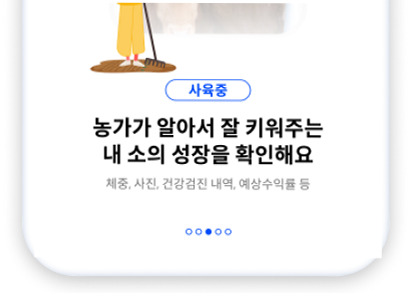 사육중
농가가 알아서 잘 키워주는
내 소의 성장을 확인해요
체중, 사진, 건강검진 내역, 예상수익률 등